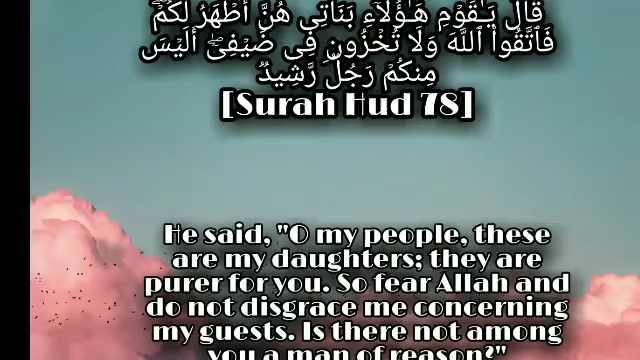 قَالَ يَـٰقَوۡمِ هَـٰٓؤُلَآءِ بَنَاتِی هُنَّ أَطۡهَرُ لَكُمۡۖ
فَٱتَّقُوا۟ ٱللَّهَ وَلَا تُخۡزُونِ فِی ضَیۡفِیۤۖ أَلَیۡسَ
مِنكُمۡ رَجُلࣱ رَّشِیدࣱ
[Surah Hud 78]
He said, "O my people, these
are my daughters; they are
purer for you. So fear Allah and
do not disgrace me concerning
my guests. Is there not among
you a man of reason?"